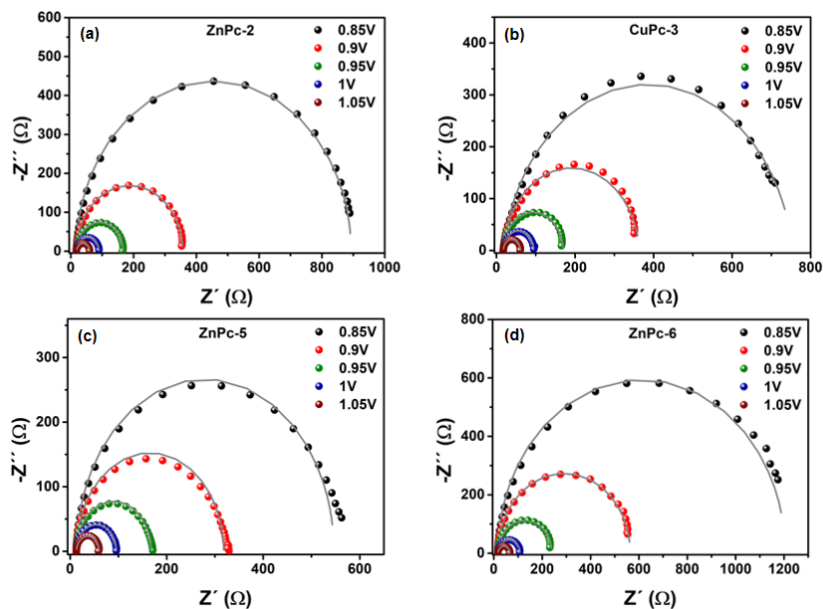 (a)
ZnPc-2
0.85V
0.9V
0.95V
1V
1.05V
600
500
400
300
200
100
0
0 200 400 600 800 1000
-Z´´ (Ω)
Z´ (Ω)
(b)
CuPc-3
0.85V
0.9V
0.95V
1V
1.05V
400
300
200
100
0
0 200 400 600 800
-Z´´ (Ω)
Z´ (Ω)
(c)
ZnPc-5
0.85V
0.9V
0.95V
1V
1.05V
300
200
100
0
0 200 400 600
-Z´´ (Ω)
Z´ (Ω)
(d)
ZnPc-6
0.85V
0.9V
0.95V
1V
1.05V
800
600
400
200
0
0 200 400 600 800 1000 1200
-Z´´ (Ω)
Z´ (Ω)